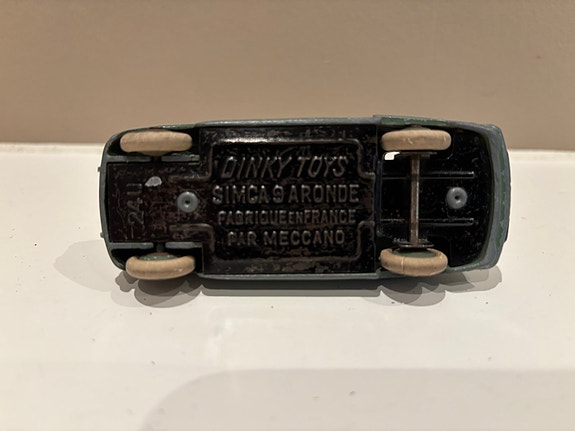 DINKY TOYS
SIMCA 9 ARONDE
FABRIQUE EN FRANCE
PAR MECCANO
24U